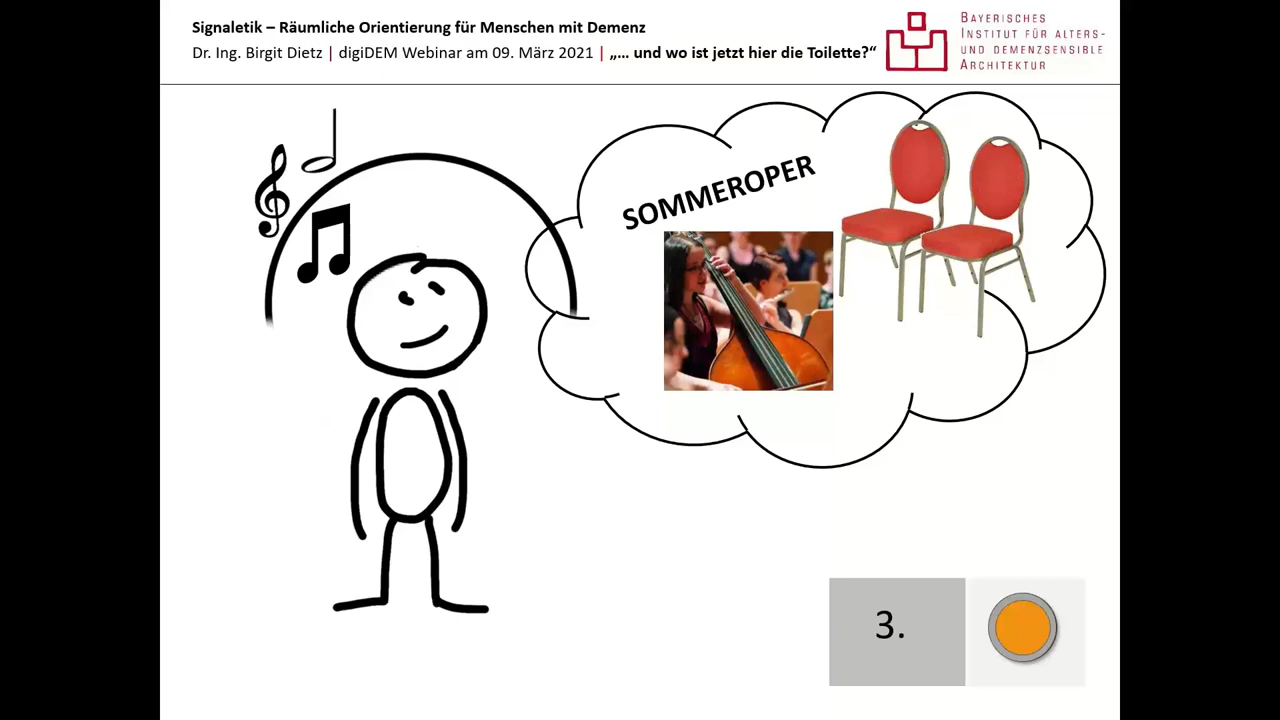 Signaletik – Räumliche Orientierung für Menschen mit Demenz
Dr. Ing. Birgit Dietz | digiDEM Webinar am 09. März 2021 | „… und wo ist jetzt hier die Toilette?“
BAYERISCHES
INSTITUT FÜR ALTERS-
UND DEMENZSENSIBLE
ARCHITEKTUR
SOMMEROPER
3.